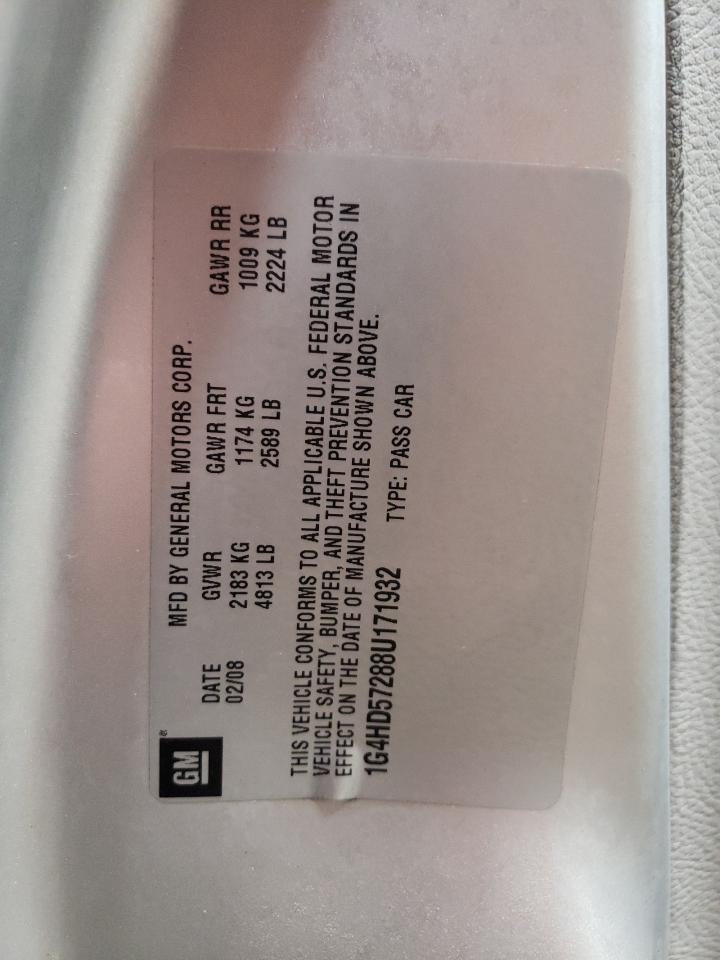 GM ®
MFD BY GENERAL MOTORS CORP.
DATE GVWR GAWR FRT GAWR RR
02/08 2183 KG 1174 KG 1009 KG
4813 LB 2589 LB 2224 LB
THIS VEHICLE CONFORMS TO ALL APPLICABLE U.S. FEDERAL MOTOR
VEHICLE SAFETY, BUMPER, AND THEFT PREVENTION STANDARDS IN
EFFECT ON THE DATE OF MANUFACTURE SHOWN ABOVE.
1G4HD57288U171932 TYPE: PASS CAR